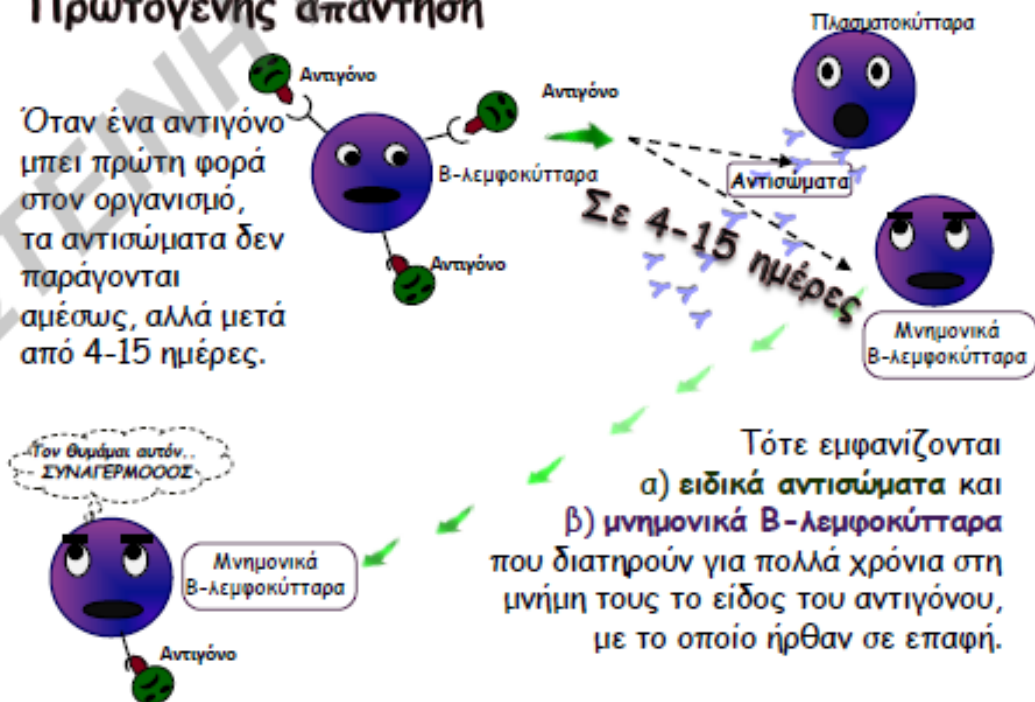 Πρωτογενής απάντηση
Πλασματοκύτταρα
Αντιγόνο
Αντιγόνο
Όταν ένα αντιγόνο
μπει πρώτη φορά
στον οργανισμό,
τα αντισώματα δεν
παράγονται
αμέσως, αλλά μετά
από 4-15 ημέρες.
Β-λεμφοκύτταρα
Αντισώματα
Σε 4-15 ημέρες
Αντιγόνο
Μνημονικά
Β-λεμφοκύτταρα
Τον θυμάμαι αυτόν..
ΣΥΝΑΓΕΡΜΟΟΟΣ
Μνημονικά
Β-λεμφοκύτταρα
Αντιγόνο
Τότε εμφανίζονται
α) ειδικά αντισώματα και
β) μνημονικά Β-λεμφοκύτταρα
που διατηρούν για πολλά χρόνια στη
μνήμη τους το είδος του αντιγόνου,
με το οποίο ήρθαν σε επαφή.